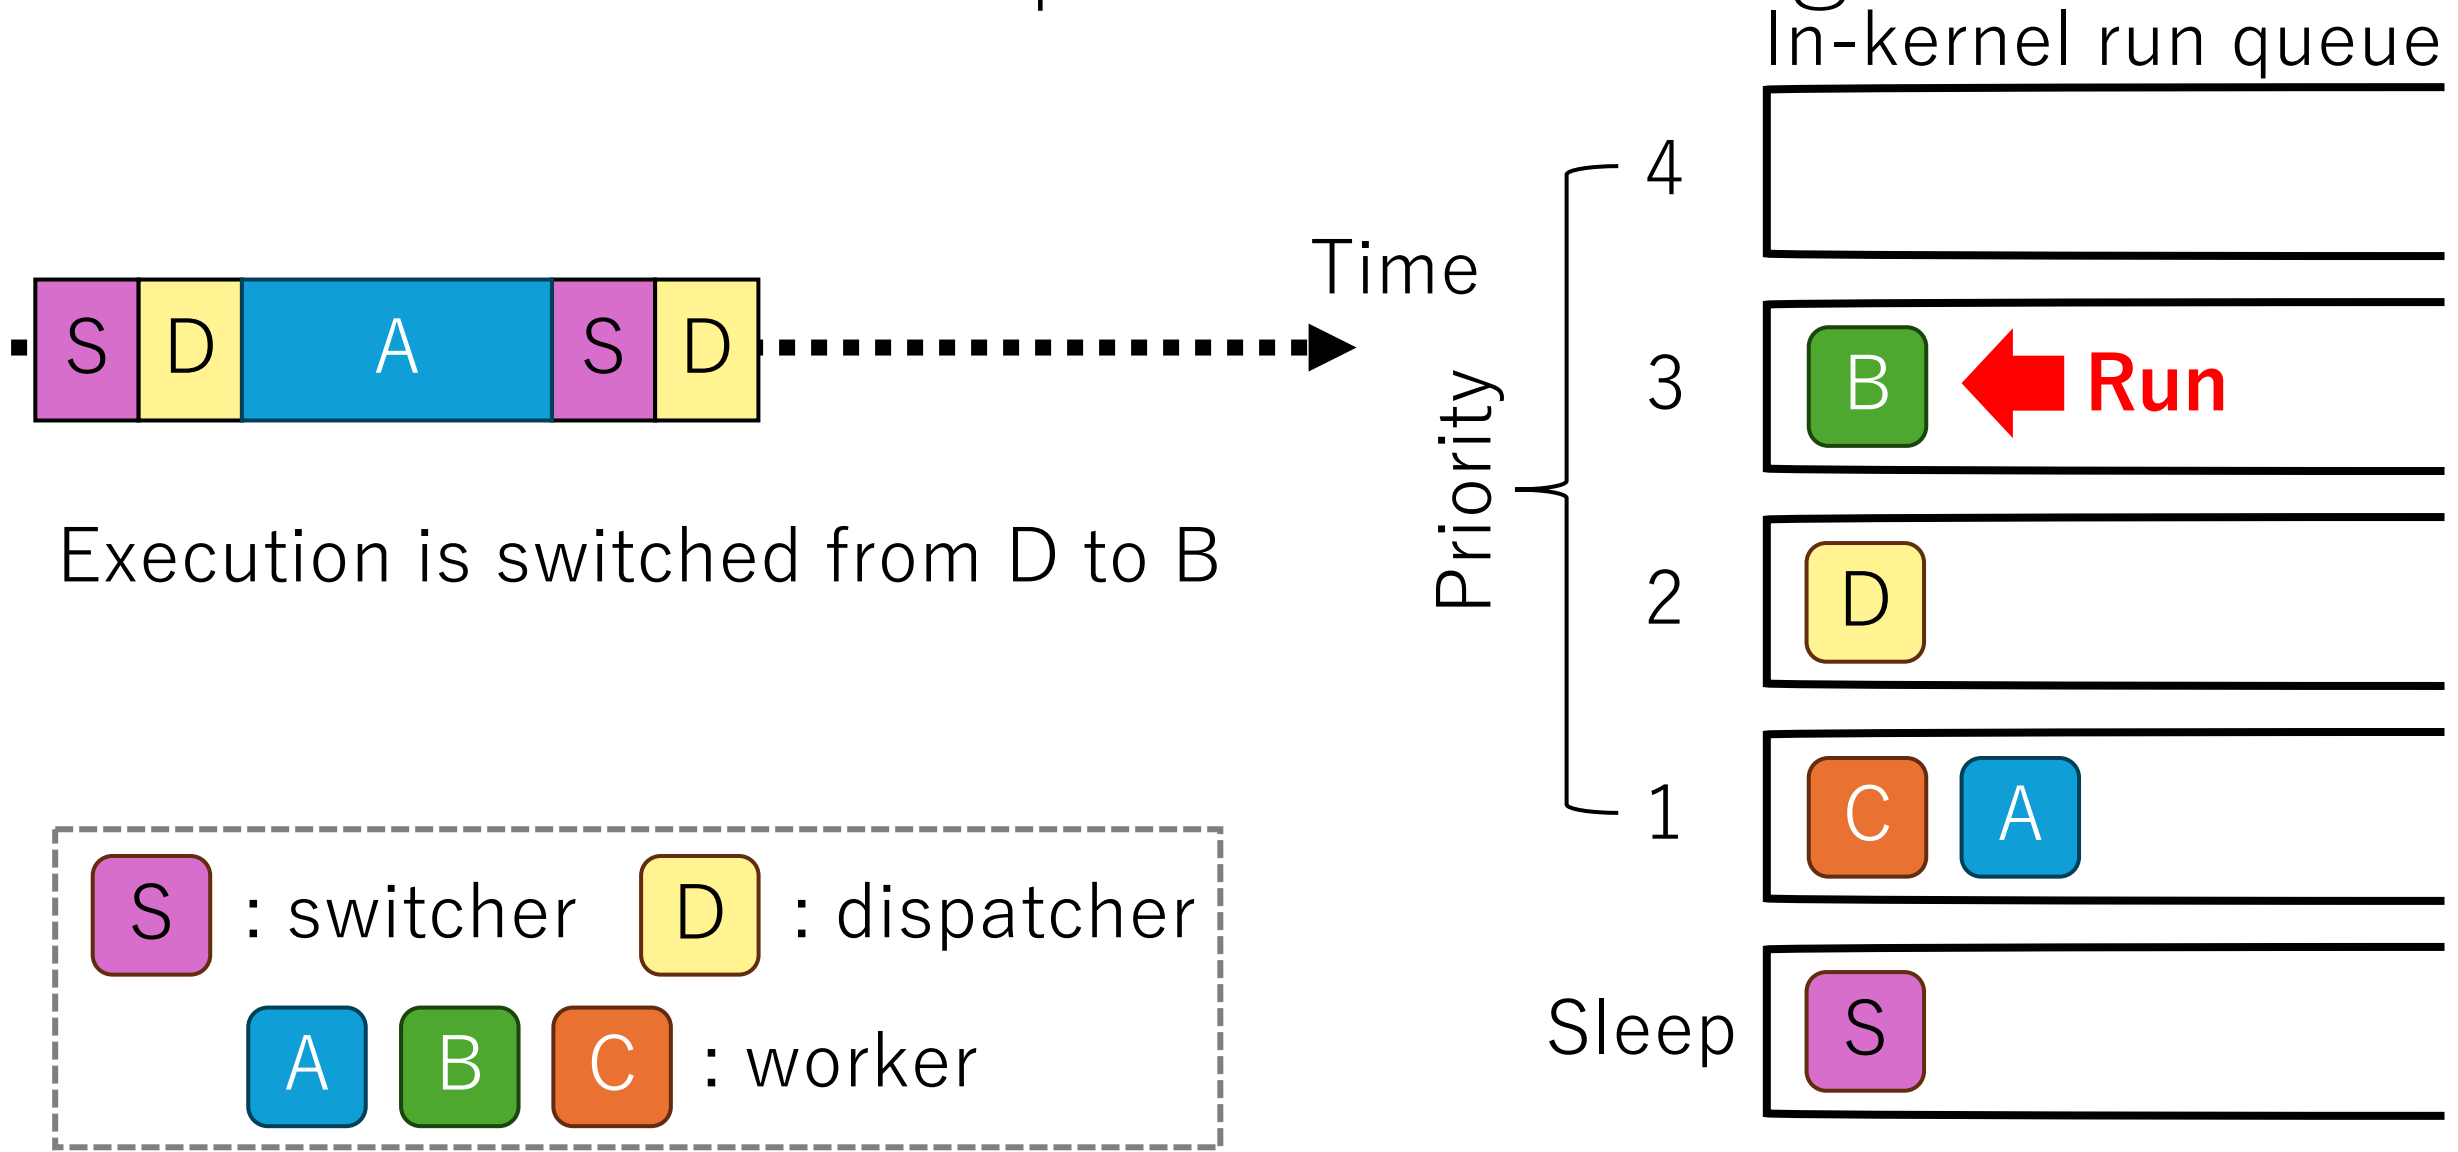 In-kernel run queue
4
Time
S D A S D
3
B Run
Priority
Execution is switched from D to B
2
D
1
C A
S : switcher D : dispatcher
A B C : worker
Sleep
S